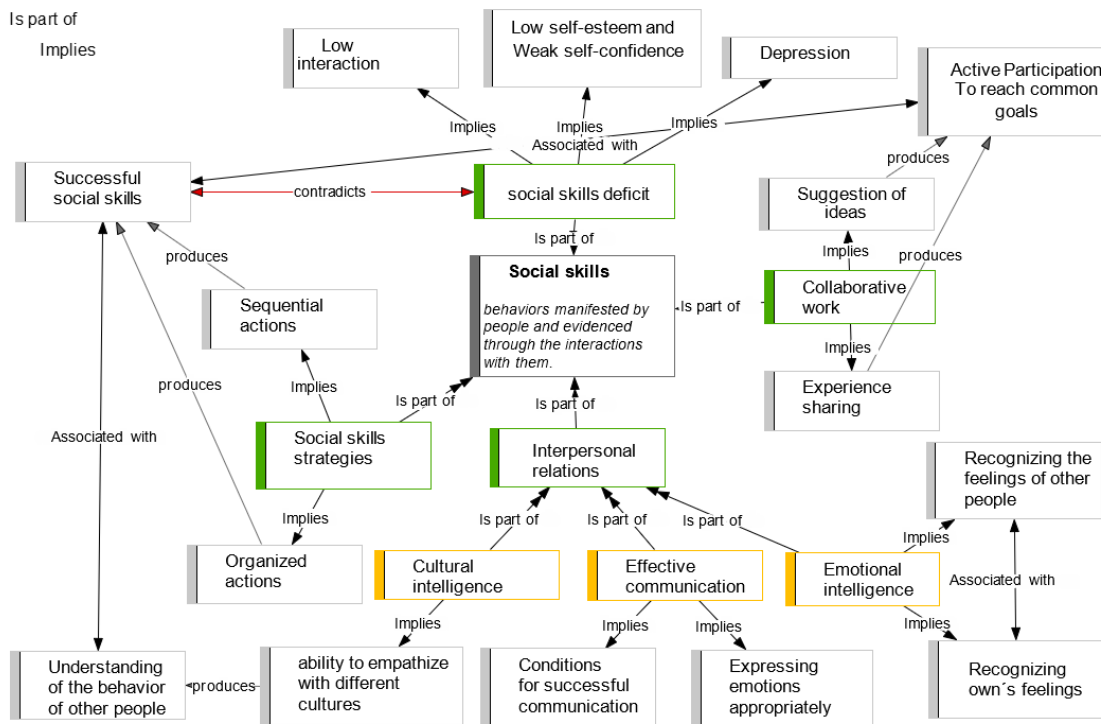 Is part of
Implies
Low
interaction
Low self-esteem and
Weak self-confidence
Depression
Active Participation
To reach common
goals
Implies
Implies
Implies
Associated with
produces
Successful
social skills
contradicts
social skills deficit
Suggestion of
ideas
Is part of
produces
Implies
produces
Social skills
behaviors manifested by
people and evidenced
through the interactions
with them.
Is part of
Collaborative
work
Sequential
actions
Implies
produces
Implies
Is part of
Experience
sharing
Is part of
Associated with
Social skills
strategies
Interpersonal
relations
Recognizing the
feelings of other
people
Implies
Is part of
Is part of
Is part of
Implies
Organized
actions
Cultural
intelligence
Effective
communication
Emotional
intelligence
Associated with
Implies
Implies
Implies
Implies
Understanding
of the behavior
of other people
produces
ability to empathize
with different
cultures
Conditions
for successful
communication
Expressing
emotions
appropriately
Recognizing
own´s feelings